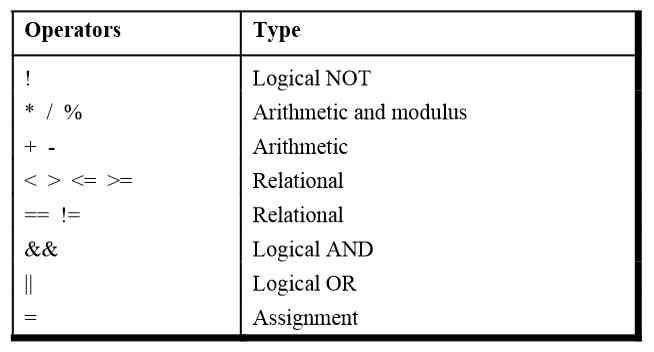 Operators Type
! Logical NOT
* / % Arithmetic and modulus
+ - Arithmetic
< > <= >= Relational
== != Relational
&& Logical AND
|| Logical OR
= Assignment